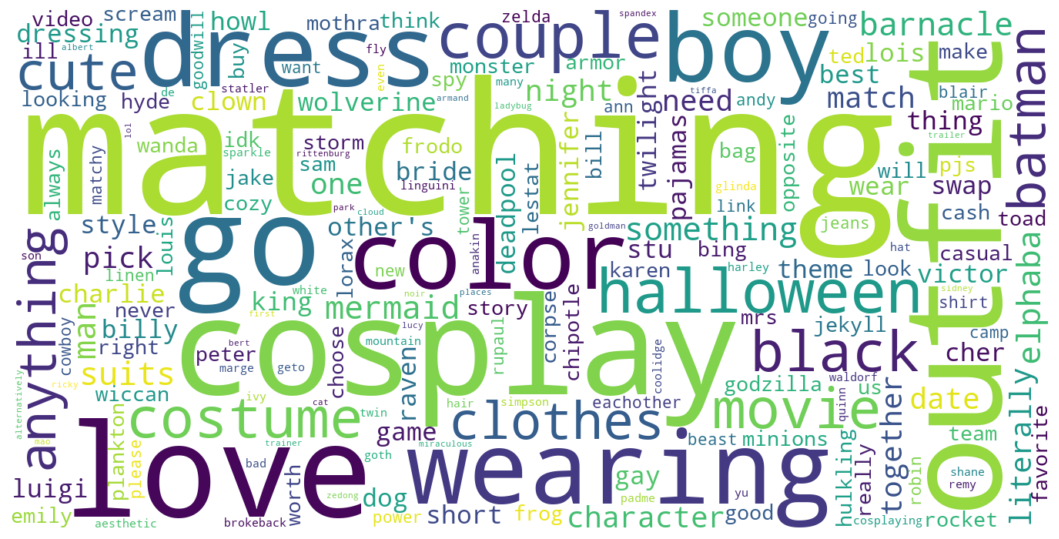 video
scream
mothra
think
zelda
spandex
someone
going
barnacle
dressing
howl
dress
couple
boy
ted
lois
make
ill
albert
goodwill
buy
want
fly
even
armor
monster
spy
best
blair
batman
cute
statler
many
tiffa
ann
andy
match
mario
looking
hyde
clown
wolverine
armand
ladybug
night
twillight
need
thing
lol
matching
outfit
wanda
idk
storm
frodo
jennifer
bill
bag
opposite
will
trailer
always
matchy
sparkle
rittenburg
sam
bride
linguini
pajamas
glinda
wear
pjs
jake
one
link
swap
cozy
park
cloud
tower
deadpool
lestat
goldman
jeans
cash
toad
anything
son
style
louis
go
other's
something
hat
casual
pick
linen
lorax
new
anakin
color
stu
bing
karen
harley
theme
look
victor
charlie
white
king
mermaid
story
halloween
places
shirt
sidney
elphaba
man
never
noir
first
lucy
mrs
jekyll
camp
cowboy
billy
right
bert
peter
marge
geto
choose
mountain
rupaul
corpse
chipotle
coolidge
black
cher
suits
cosplay
waldorf
us
wiccan
ricky
cat
simpson
eachother
godzilla
quinn
date
literally
favorite
alternatively
plankton
please
costume
ivy
twin
raven
hair
clothes
movie
together
team
trainer
game
miraculous
beast
minions
love
bad
goth
wearing
hulkling
really
robin
shane
remy
luigi
mao
zedong
worth
dog
gay
padme
yu
emily
aesthetic
brokeback
power
short
frog
character
good
cosplaying
rocket
de